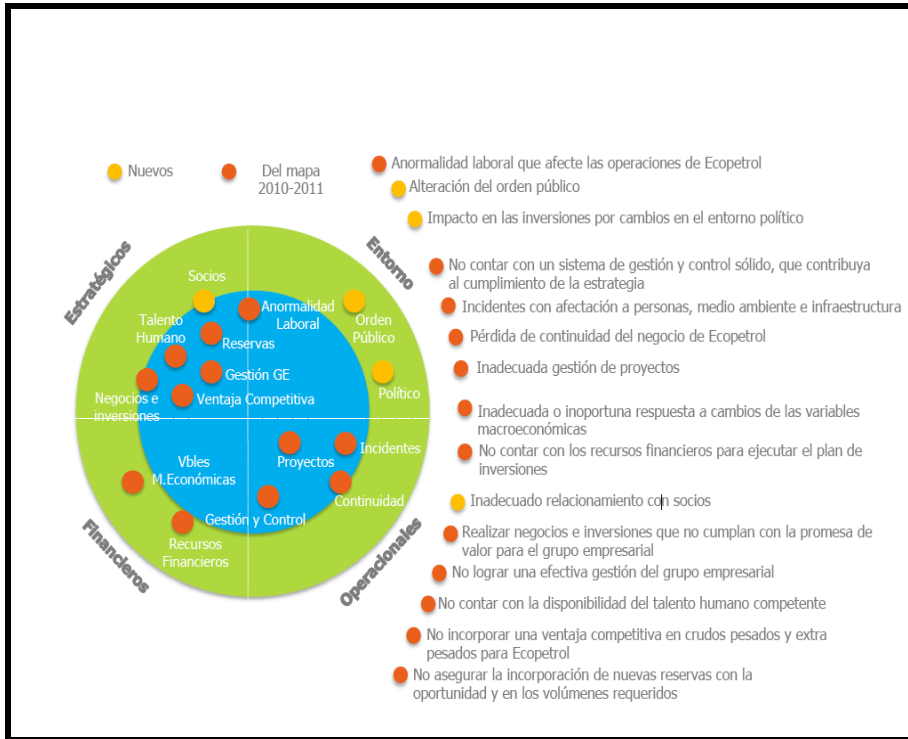 Nuevos
Del mapa
2010-2011
Anormalidad laboral que afecte las operaciones de Ecopetrol
Alteración del orden público
Impacto en las inversiones por cambios en el entorno político
No contar con un sistema de gestión y control sólido, que contribuya
al cumplimiento de la estrategia
Incidentes con afectación a personas, medio ambiente e infraestructura
Pérdida de continuidad del negocio de Ecopetrol
Inadecuada gestión de proyectos
Inadecuada o inoportuna respuesta a cambios de las variables
macroeconómicas
No contar con los recursos financieros para ejecutar el plan de
inversiones
Inadecuado relacionamiento con socios
Realizar negocios e inversiones que no cumplan con la promesa de
valor para el grupo empresarial
No lograr una efectiva gestión del grupo empresarial
No contar con la disponibilidad del talento humano competente
No incorporar una ventaja competitiva en crudos pesados y extra
pesados para Ecopetrol
No asegurar la incorporación de nuevas reservas con la
oportunidad y en los volúmenes requeridos
Estratégicos
Entorno
Socios
Talento
Humano
Reservas
Anormalidad
Laboral
Orden
Público
Gestión GE
Negocios e
inversiones
Ventaja Competitiva
Político
Vbles
M.Económicas
Proyectos
Incidentes
Continuidad
Gestión y Control
Recursos
Financieros
Financieros
Operacionales